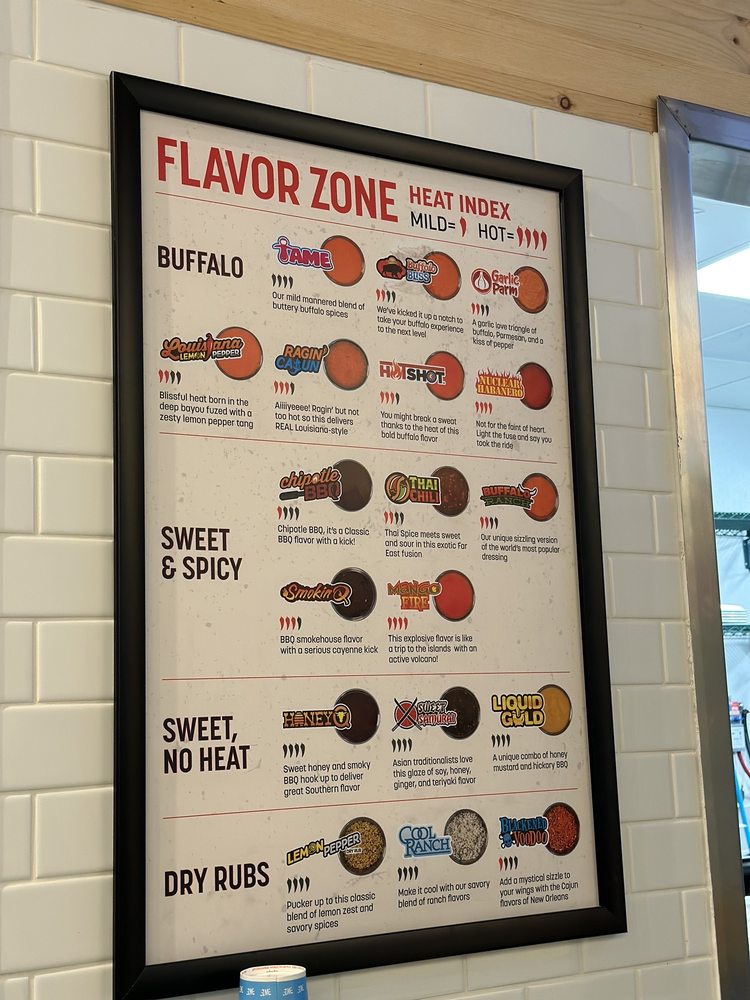 FLAVOR ZONE
HEAT INDEX
MILD= HOT=
BUFFALO
TAME
Our mild mannered blend of
buttery buffalo spices
Buffalo
BLISS
We've kicked it up a notch to
take your buffalo experience
to the next level
Garlic
Parm
A garlic love triangle of
buffalo, Parmesan, and a
kiss of pepper
Louisiana
LEMON PEPPER
Blissful heat born in the
deep bayou fuzed with a
zesty lemon pepper tang
RAGIN'
CAJUN
Aiiiyeeee! Ragin' but not
too hot so this delivers
REAL Louisiana-style
HOTSHOT
You might break a sweat
thanks to the heat of this
bold buffalo flavor
NUCLEAR
HABANERO
Not for the faint of heart.
Light the fuse and say you
took the ride
SWEET
& SPICY
chipotle
BBQ
Chipotle BBQ, it's a Classic
BBQ flavor with a kick!
THAI
CHILI
Thai Spice meets sweet
and sour in this exotic Far
East fusion
BUFFALO
RANCH
Our unique sizzling version
of the world's most popular
dressing
SmokinQ
BBQ smokehouse flavor
with a serious cayenne kick
MANGO
FIRE
This explosive flavor is like
a trip to the islands with an
active volcano!
SWEET,
NO HEAT
HONEYQ
Sweet honey and smoky
BBQ hook up to deliver
great Southern flavor
SWEET
SAMURAI
Asian traditionalists love
this glaze of soy, honey,
ginger, and teriyaki flavor
LIQUID
GOLD
A unique combo of honey
mustard and hickory BBQ
DRY RUBS
LEMON PEPPER
DRY RUB
Pucker up to this classic
blend of lemon zest and
savory spices
COOL
RANCH
Make it cool with our savory
blend of ranch flavors
BLACKENED
VOODOO
Add a mystical sizzle to
your wings with the Cajun
flavors of New Orleans